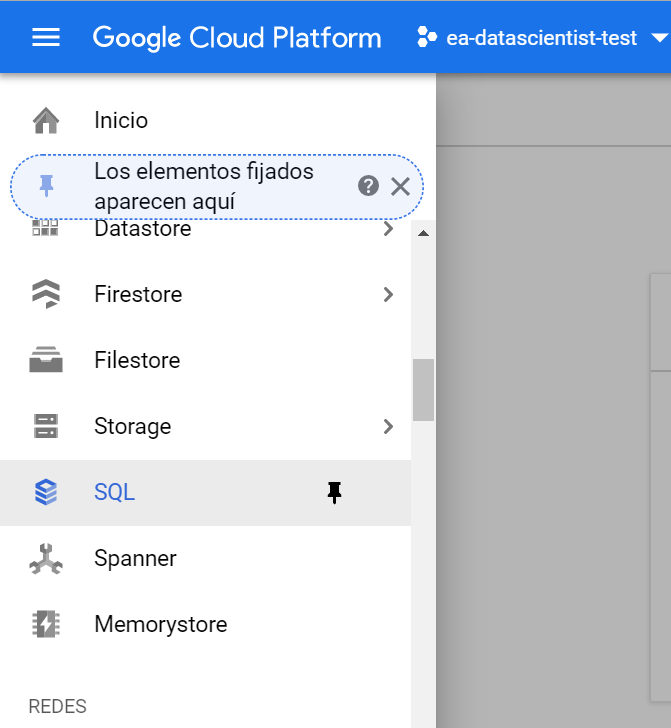 Google Cloud Platform ea-datascientist-test
Inicio
Los elementos fijados
aparecen aquí
Datastore
Firestore
Filestore
Storage
SQL
Spanner
Memorystore
REDES